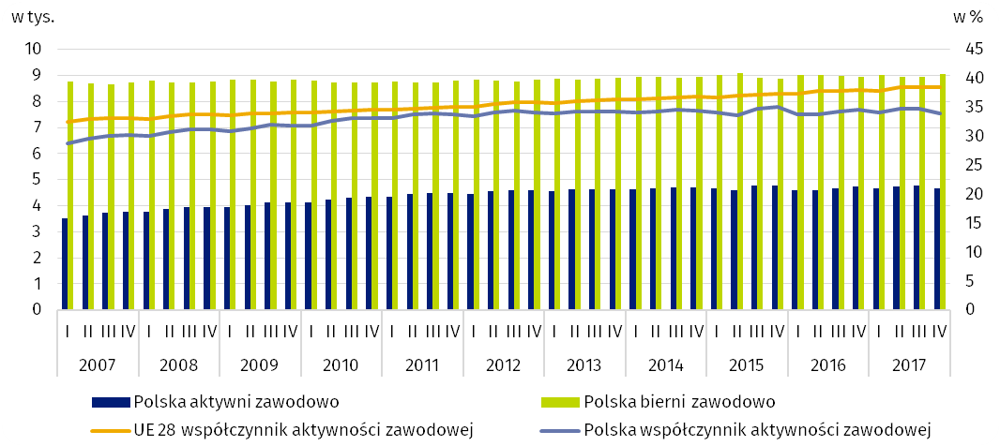 w tys. w %
10 45
9 40
8 35
7 30
6 25
5 20
4 15
3 10
2 5
1 0
0
I II III IV I II III IV I II III IV I II III IV I II III IV I II III IV I II III IV I II III IV I II III IV I II III IV I II III IV
2007 2008 2009 2010 2011 2012 2013 2014 2015 2016 2017
Polska aktywni zawodowo Polska bierni zawodowo
UE 28 współczynnik aktywności zawodowej Polska współczynnik aktywności zawodowej